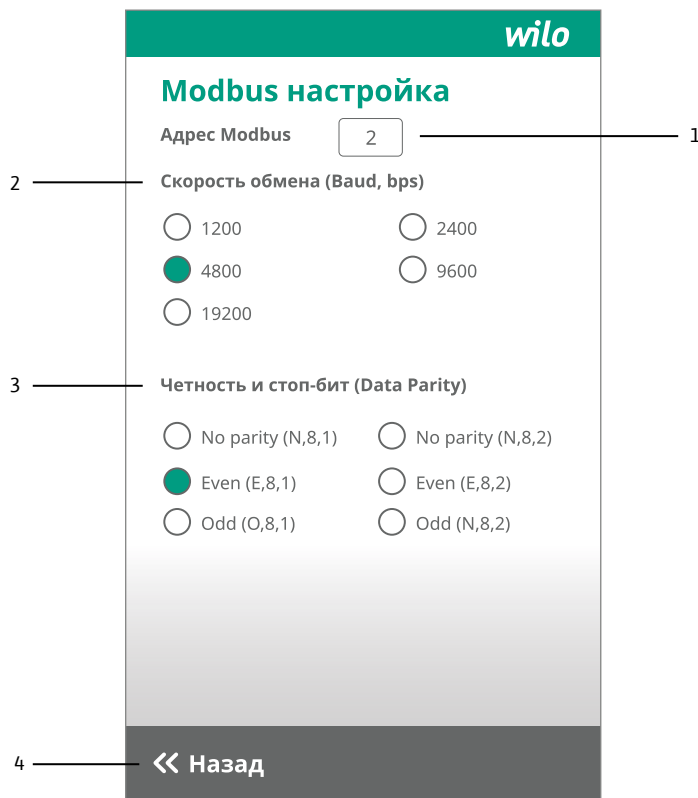 wilo
Modbus настройка
Адрес Modbus 2 1
2 Скорость обмена (Baud, bps)
1200 2400
4800 9600
19200
3 Четность и стоп-бит (Data Parity)
No parity (N,8,1) No parity (N,8,2)
Even (E,8,1) Even (E,8,2)
Odd (O,8,1) Odd (N,8,2)
4 Назад